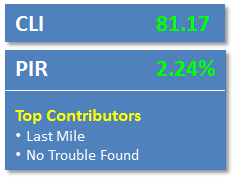 CLI 81.17
PIR 2.24%
Top Contributors
• Last Mile
• No Trouble Found